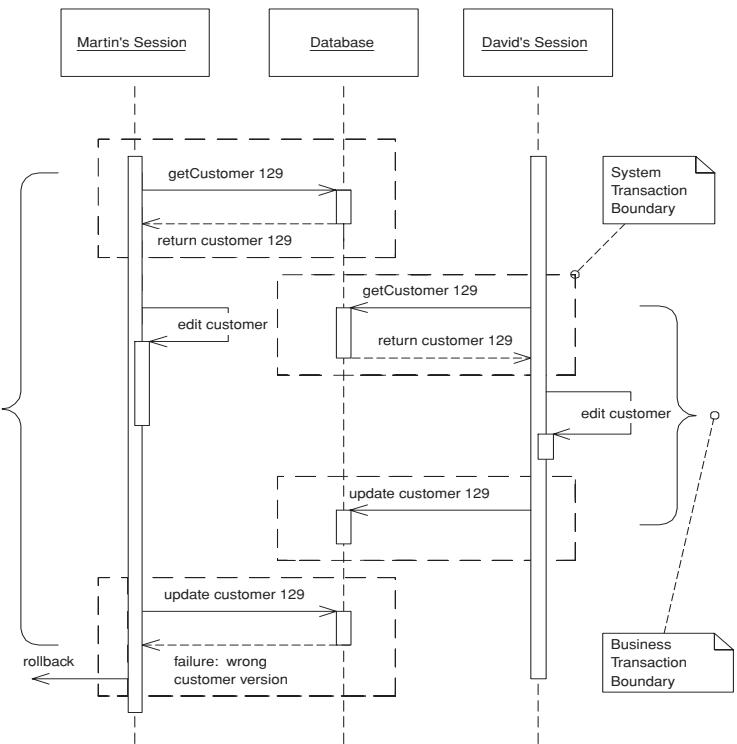 Martin's Session
Database
David's Session
getCustomer 129
return customer 129
System
Transaction
Boundary
getCustomer 129
edit customer
return customer 129
edit customer
update customer 129
update customer 129
failure:  wrong
customer version
rollback
Business
Transaction
Boundary